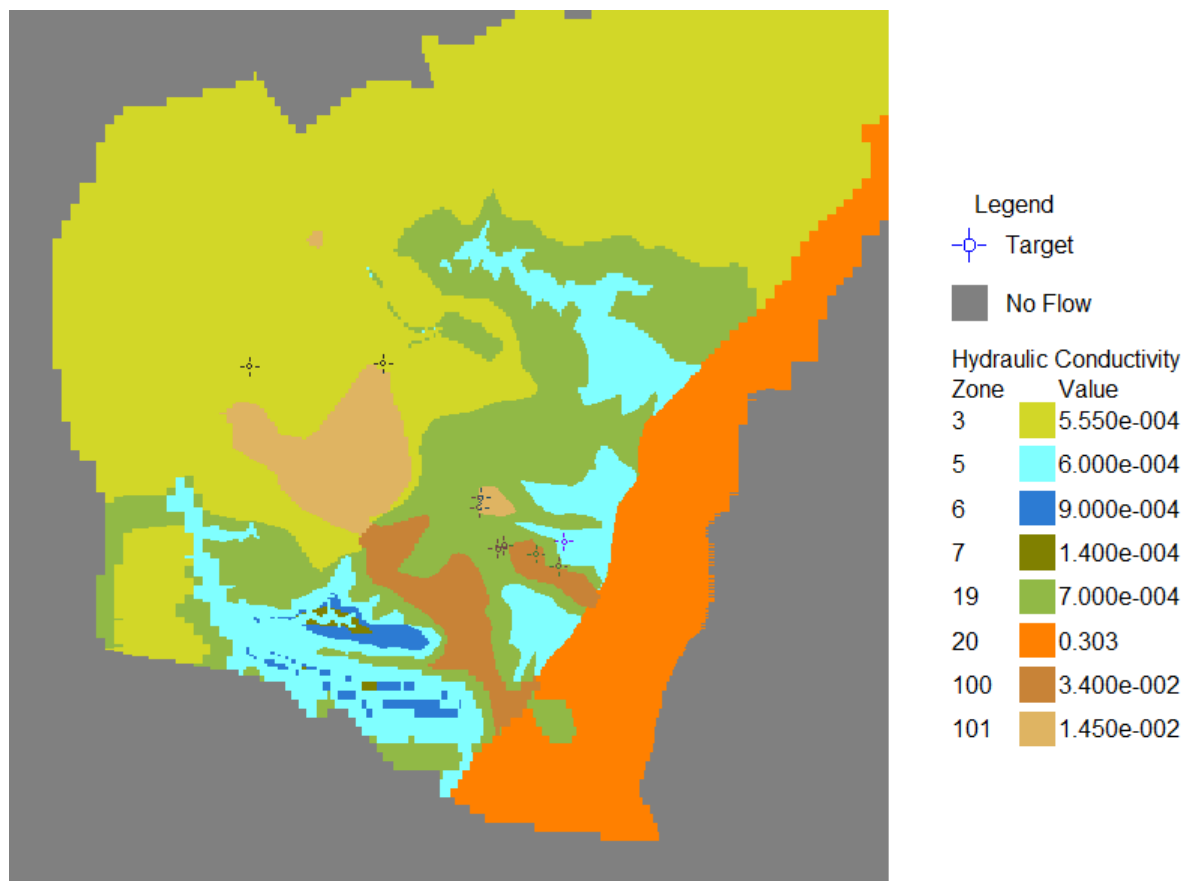 Legend
Target
No Flow
Hydraulic Conductivity
Zone Value
3 5.550e-004
5 6.000e-004
6 9.000e-004
7 1.400e-004
19 7.000e-004
20 0.303
100 3.400e-002
101 1.450e-002